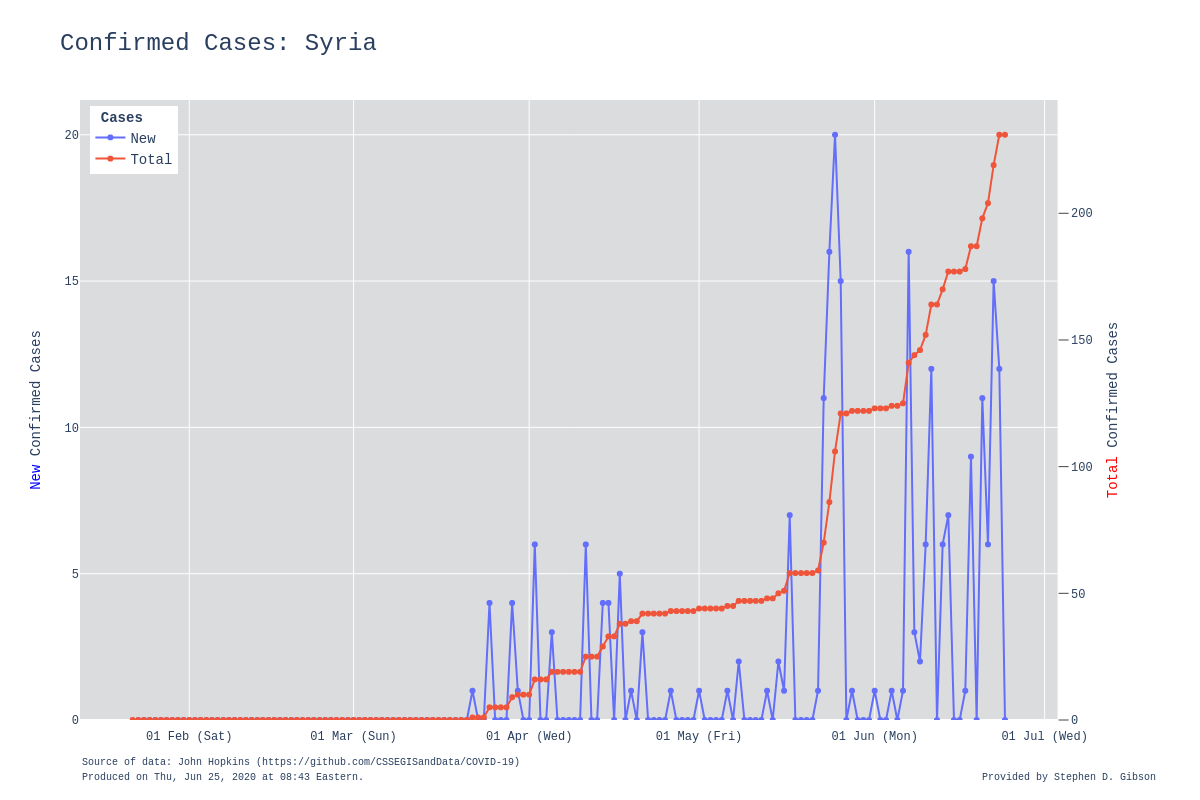 Confirmed Cases: Syria
Cases
New
Total
20
15
10
5
0
200
150
100
50
0
New Confirmed Cases
Total Confirmed Cases
01 Feb (Sat)
01 Mar (Sun)
01 Apr (Wed)
01 May (Fri)
01 Jun (Mon)
01 Jul (Wed)
Source of data: John Hopkins (https://github.com/CSSEGISandData/COVID-19)
Produced on Thu, Jun 25, 2020 at 08:43 Eastern.
Provided by Stephen D. Gibson